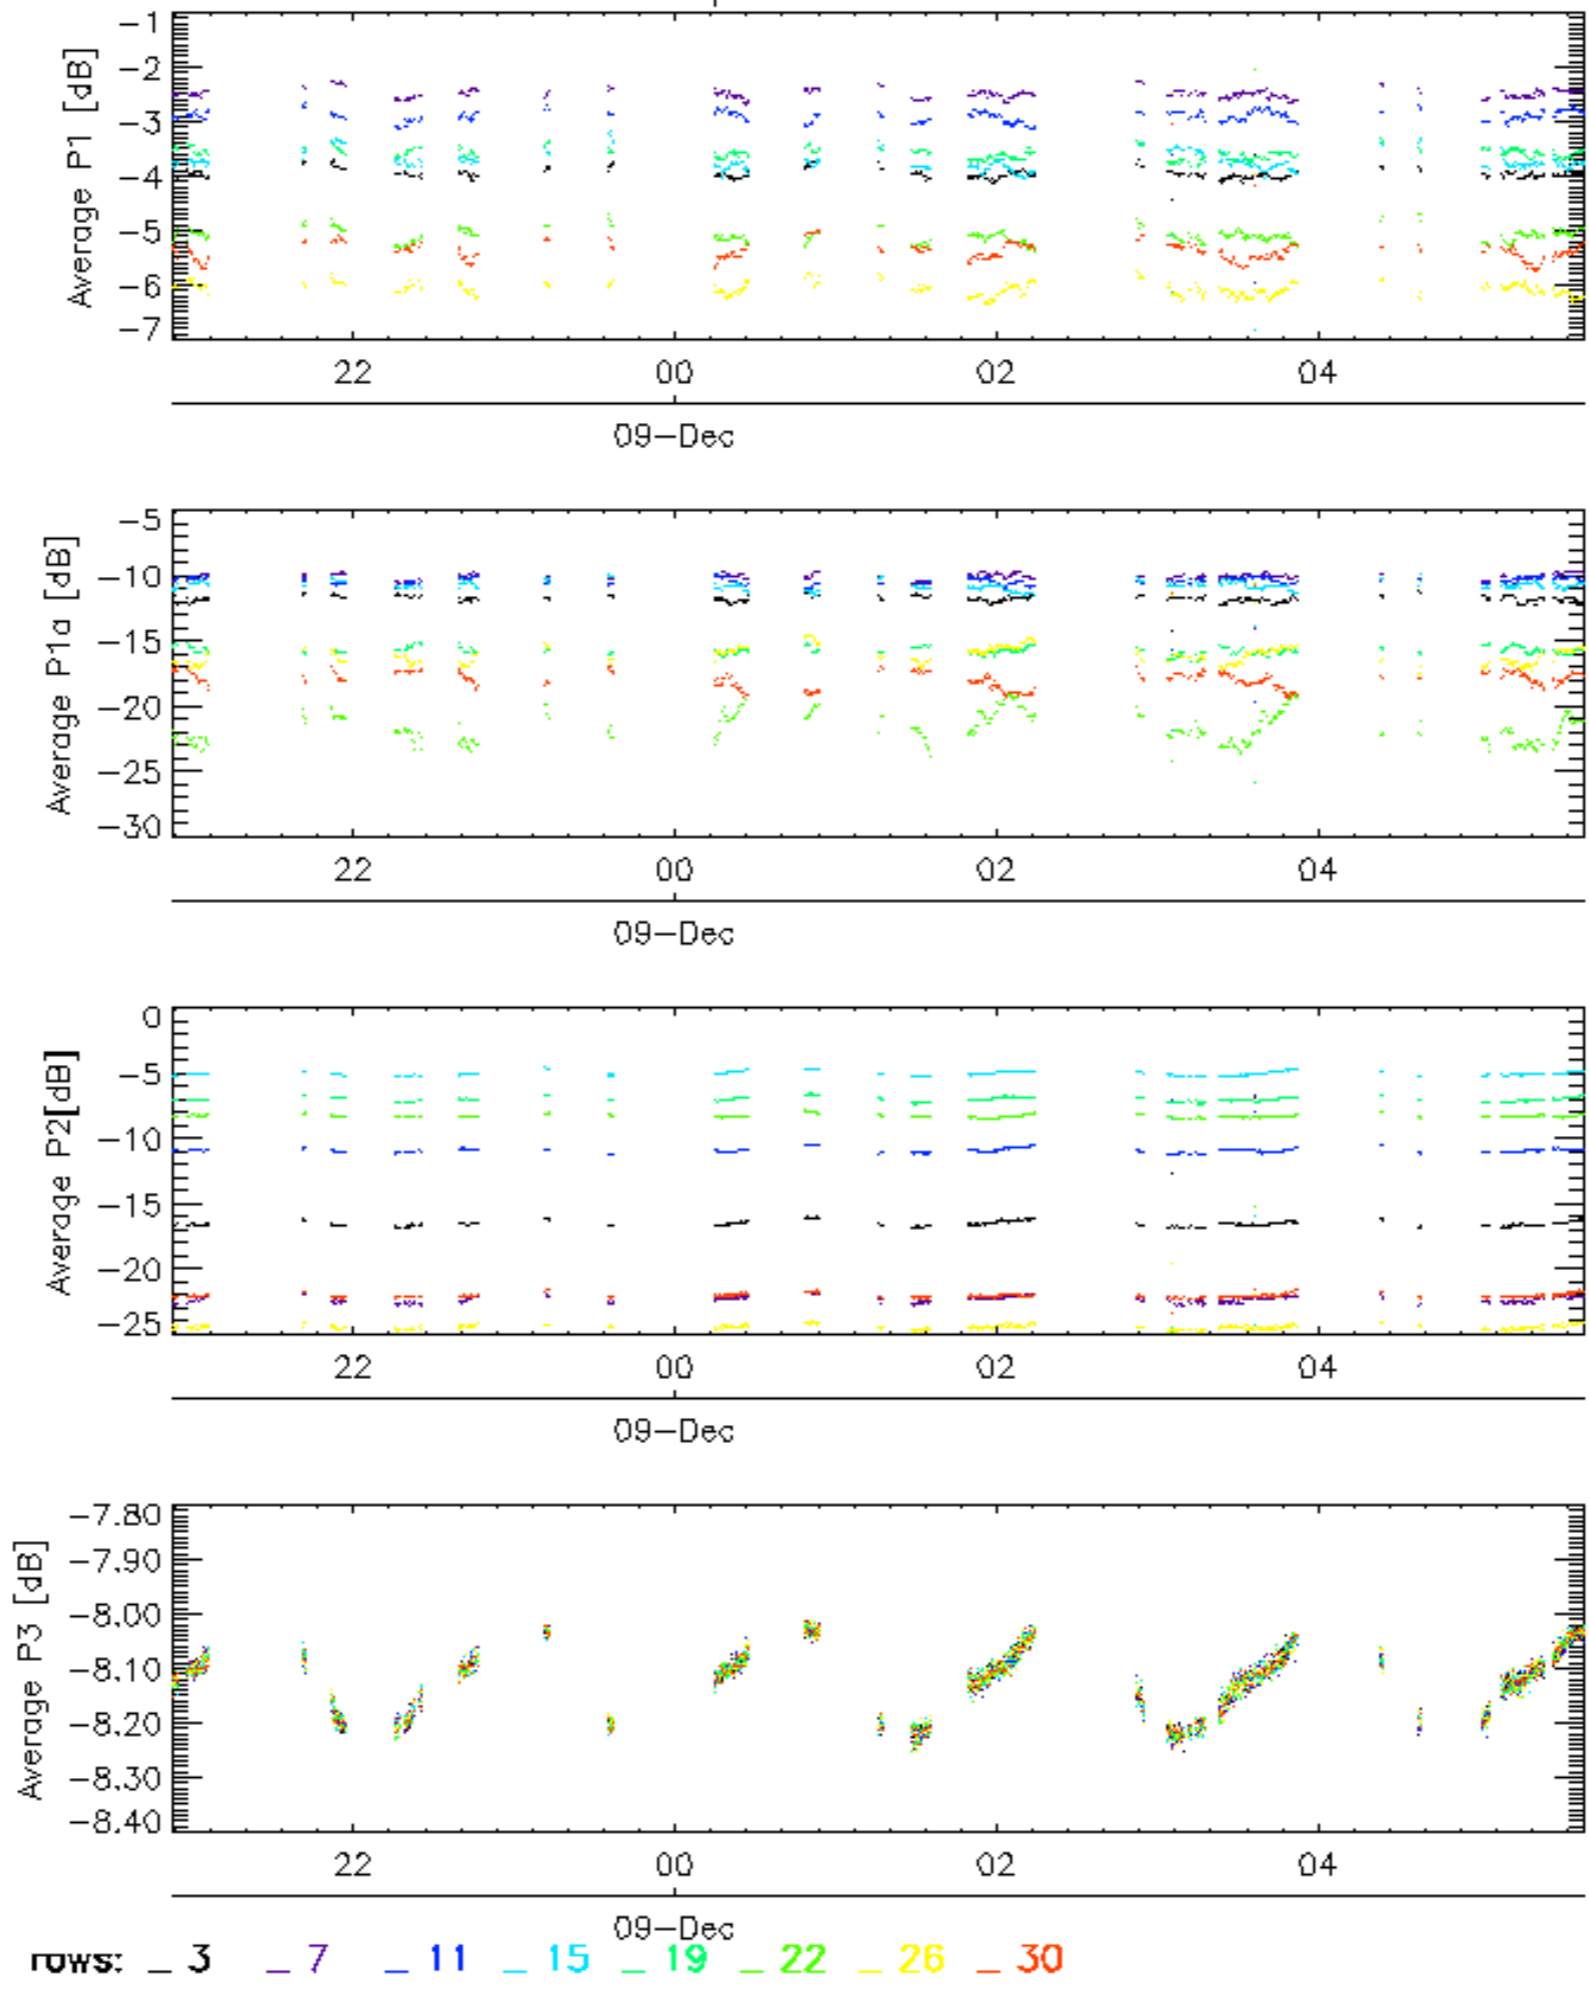 Average P1 [dB]
-1
-2
-3
-4
-5
-6
-7
22 00 02 04
09-Dec
Average P1a [dB]
-5
-10
-15
-20
-25
-30
22 00 02 04
09-Dec
Average P2[dB]
0
-5
-10
-15
-20
-25
22 00 02 04
09-Dec
Average P3 [dB]
-7.80
-7.90
-8.00
-8.10
-8.20
-8.30
-8.40
22 00 02 04
09-Dec
rows: _ 3 _ 7 _ 11 _ 15 _ 19 _ 22 _ 26 _ 30